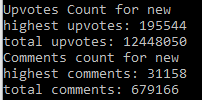 Upvotes Count for new
highest upvotes: 195544
total upvotes: 12448050
Comments count for new
highest comments: 31158
total comments: 679166